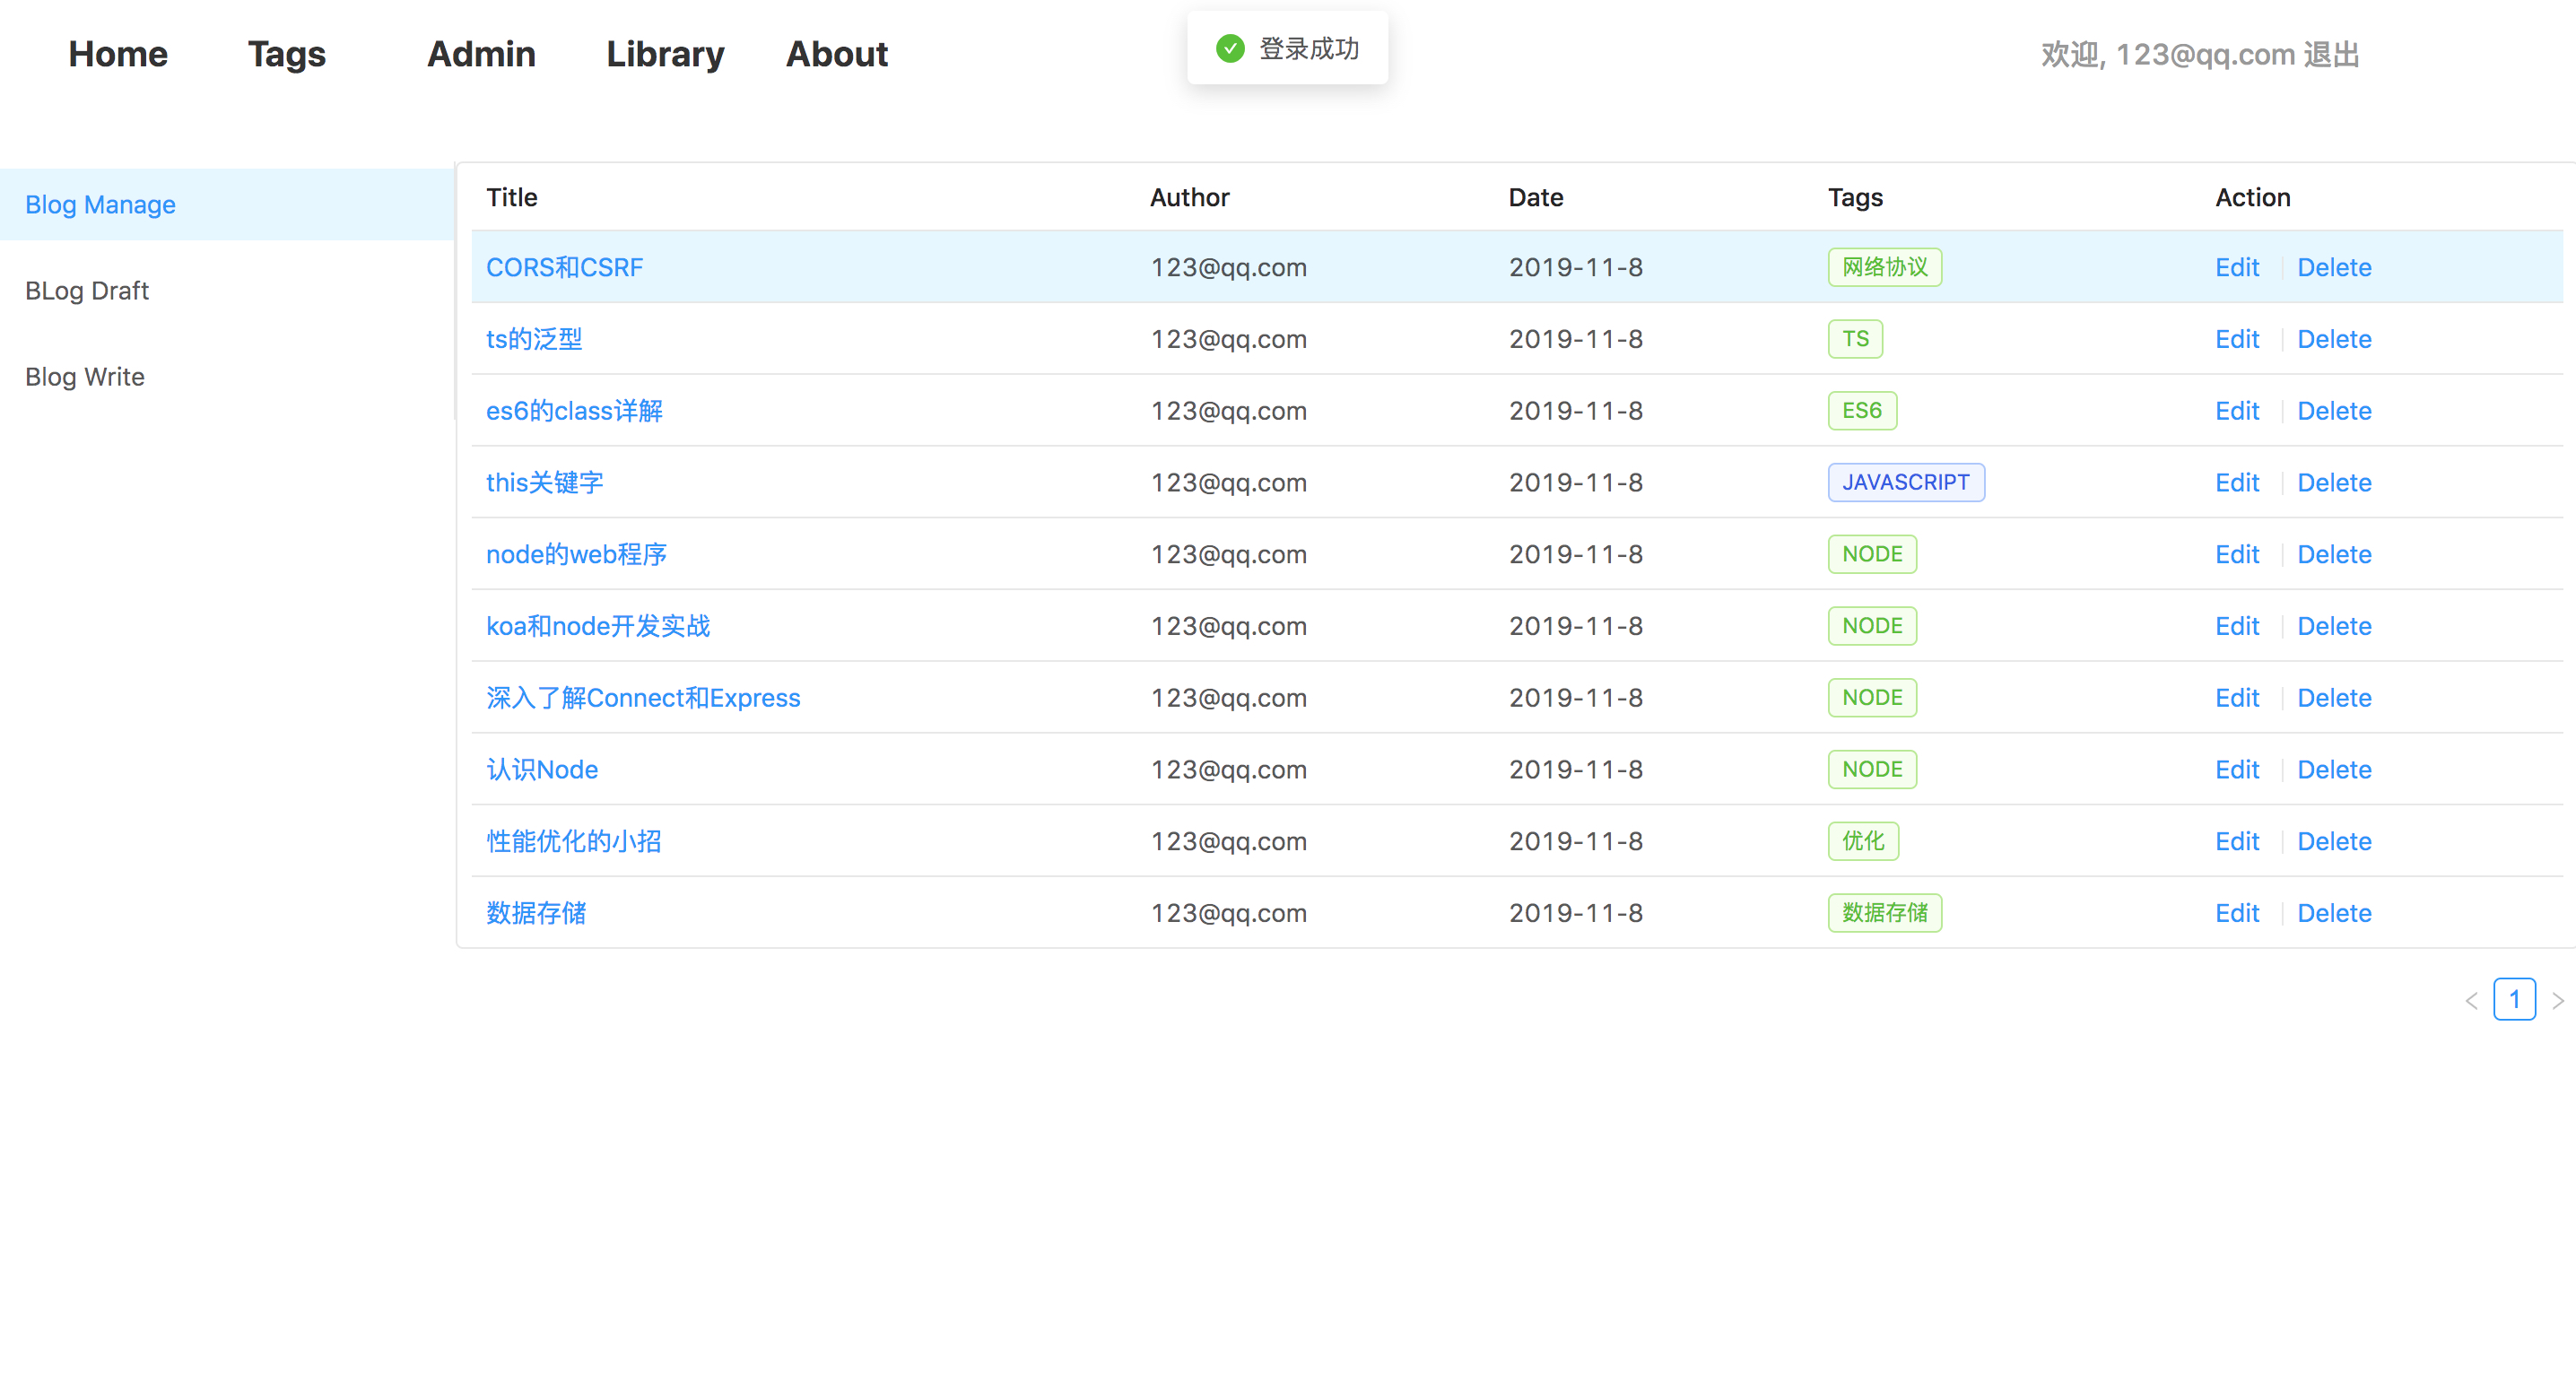 Home Tags Admin Library About 登录成功 欢迎, 123@qq.com 退出
Blog Manage
BLog Draft
Blog Write
Title Author Date Tags Action
CORS和CSRF 123@qq.com 2019-11-8 网络协议 Edit Delete
ts的泛型 123@qq.com 2019-11-8 TS Edit Delete
es6的class详解 123@qq.com 2019-11-8 ES6 Edit Delete
this关键字 123@qq.com 2019-11-8 JAVASCRIPT Edit Delete
node的web程序 123@qq.com 2019-11-8 NODE Edit Delete
koa和node开发实战 123@qq.com 2019-11-8 NODE Edit Delete
深入了解Connect和Express 123@qq.com 2019-11-8 NODE Edit Delete
认识Node 123@qq.com 2019-11-8 NODE Edit Delete
性能优化的小招 123@qq.com 2019-11-8 优化 Edit Delete
数据存储 123@qq.com 2019-11-8 数据存储 Edit Delete
< 1 >